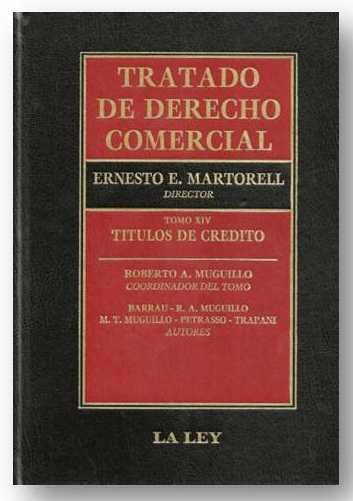 TRATADO
DE DERECHO
COMERCIAL
ERNESTO E. MARTORELL
DIRECTOR
TOMO XIV
TITULOS DE CREDITO
ROBERTO A. MUGUILLO
COORDINADOR DEL TOMO
BARRAU - R. A. MUGUILLO
M. T. MUGUILLO - PETRASSO - TRAPANI
AUTORES
LA LEY